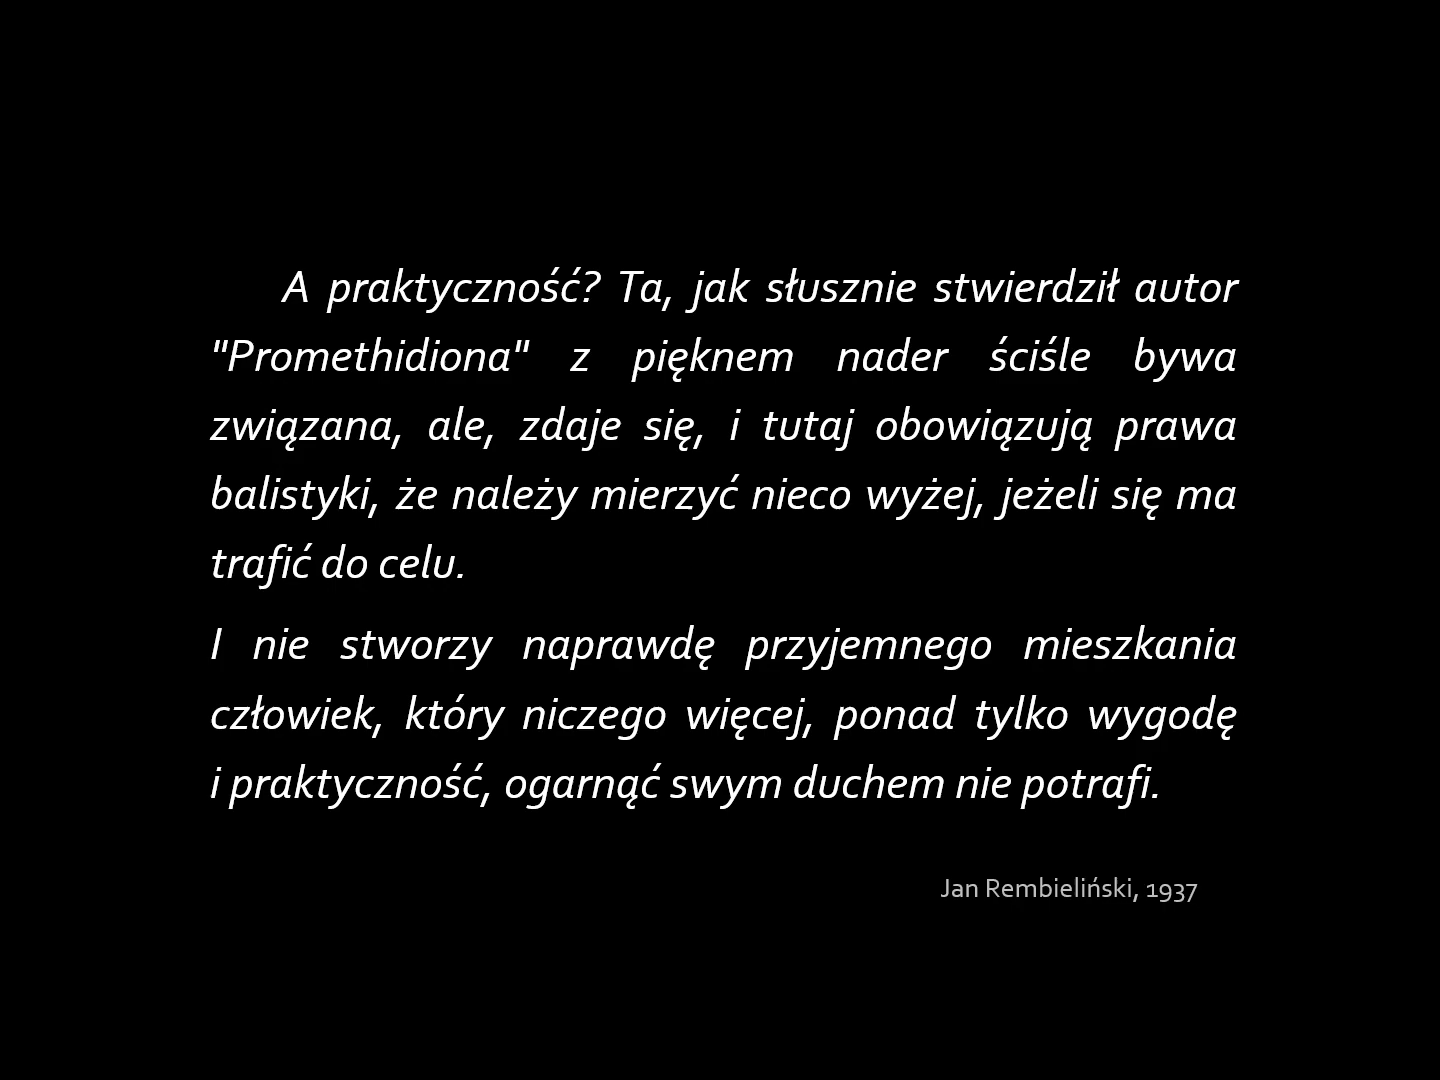 A praktyczność? Ta, jak słusznie stwierdził autor
"Promethidiona" z pięknem nader ściśle bywa
związana, ale, zdaje się, i tutaj obowiązują prawa
balistyki, że należy mierzyć nieco wyżej, jeżeli się ma
trafić do celu.
I nie stworzy naprawdę przyjemnego mieszkania
człowiek, który niczego więcej, ponad tylko wygodę
i praktyczność, ogarnąć swym duchem nie potrafi.
Jan Rembieliński, 1937